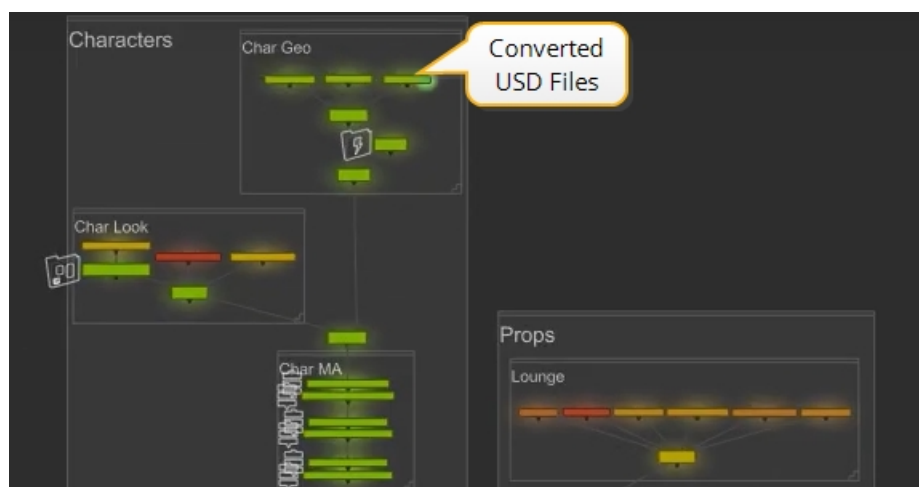 Characters
Char Geo
Converted
USD Files
Char Look
Char MA
Props
Lounge